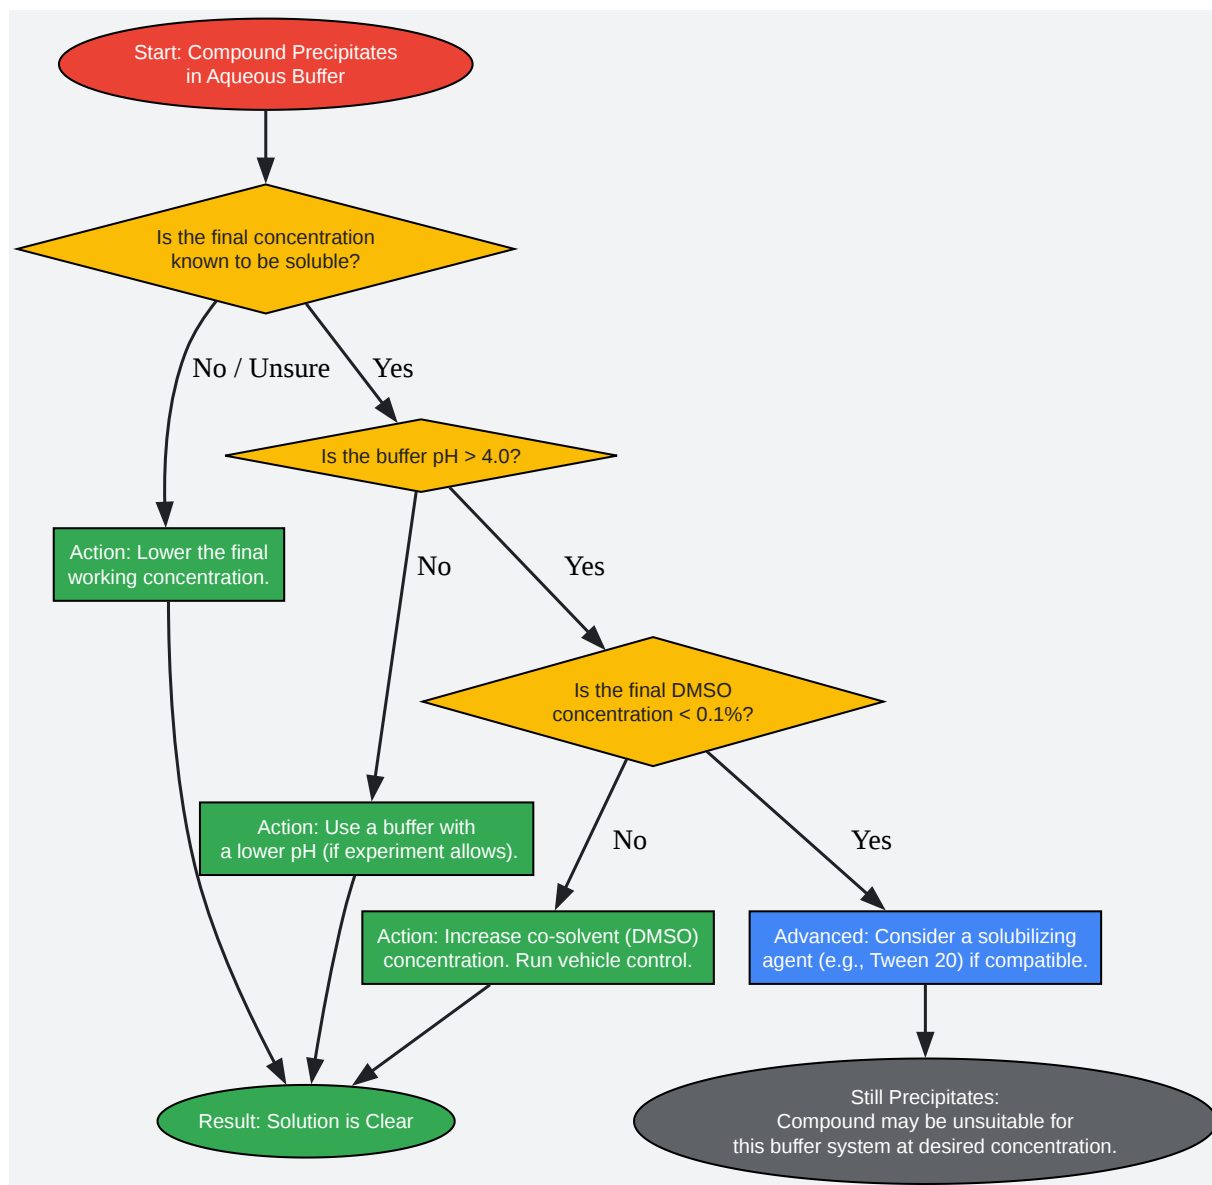 Start: Compound Precipitates
in Aqueous Buffer
Is the final concentration
known to be soluble?
No / Unsure
Yes
Is the buffer pH > 4.0?
Action: Lower the final
working concentration.
No
Yes
Is the final DMSO
concentration < 0.1%?
Action: Use a buffer with
a lower pH (if experiment allows).
No
Yes
Action: Increase co-solvent (DMSO)
concentration. Run vehicle control.
Advanced: Consider a solubilizing
agent (e.g., Tween 20) if compatible.
Result: Solution is Clear
Still Precipitates:
Compound may be unsuitable for
this buffer system at desired concentration.